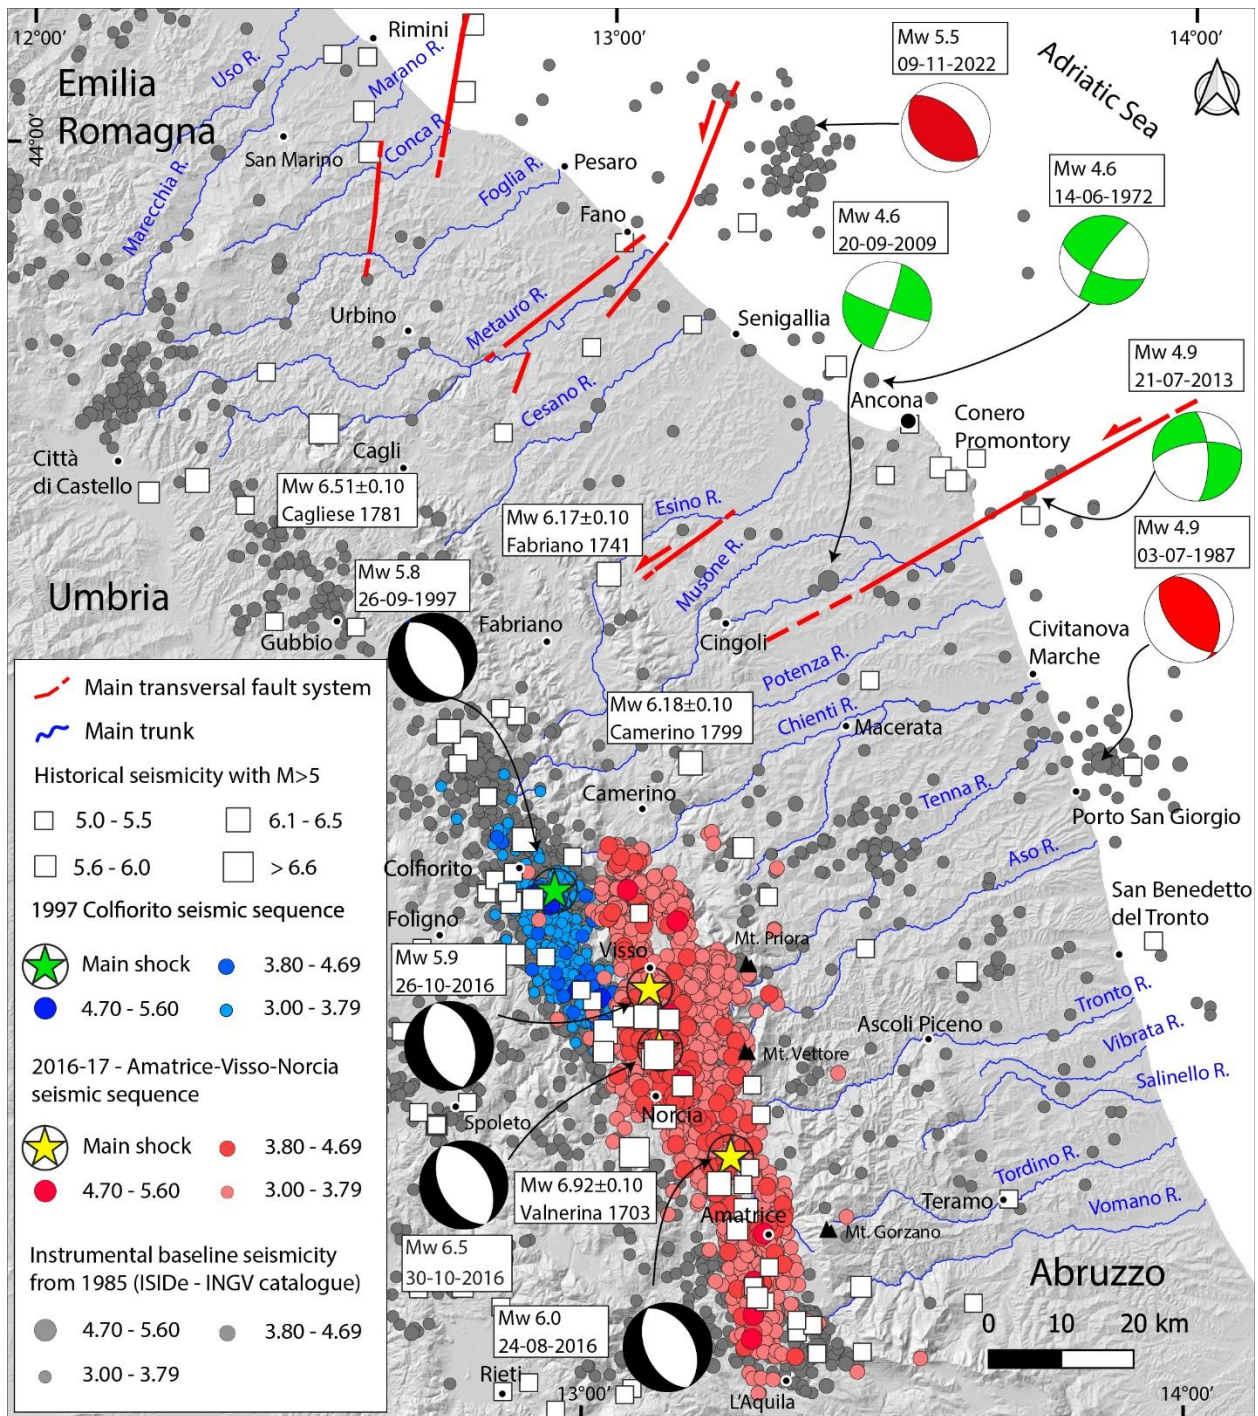 12°00'
13°00'
14°00'
44°00'
Rimini
Uso R.
Marano R.
Emilia
Romagna
San Marino
Conca R.
Marecchia R.
Foglia R.
Pesaro
Fano
Mw 5.5
09-11-2022
Adriatic Sea
Mw 4.6
14-06-1972
Mw 4.6
20-09-2009
Urbino
Metauro R.
Senigallia
Cesano R.
Mw 4.9
21-07-2013
Ancona
Conero
Promontory
Città
di Castello
Cagli
Mw 6.51±0.10
Cagliese 1781
Esino R.
Mw 6.17±0.10
Fabriano 1741
Musone R.
Mw 4.9
03-07-1987
Umbria
Mw 5.8
26-09-1997
Gubbio
Fabriano
Cingoli
Civitanova
Marche
Potenza R.
Mw 6.18±0.10
Camerino 1799
Chienti R.
Macerata
Camerino
Tenna R.
Porto San Giorgio
Aso R.
Colfiorito
San Benedetto
del Tronto
Foligno
Mt. Priora
Visso
Mw 5.9
26-10-2016
Tronto R.
Ascoli Piceno
Vibrata R.
Mt. Vettore
Salinello R.
Norcia
Spoleto
Mw 6.92±0.10
Valnerina 1703
Tordino R.
Teramo
Vomano R.
Amatrice
Mt. Gorzano
Mw 6.5
30-10-2016
Abruzzo
Mw 6.0
24-08-2016
0 10 20 km
Rieti
L'Aquila
13°00'
14°00'
Main transversal fault system
Main trunk
Historical seismicity with M>5
5.0 - 5.5
6.1 - 6.5
5.6 - 6.0
> 6.6
1997 Colfiorito seismic sequence
Main shock
3.80 - 4.69
4.70 - 5.60
3.00 - 3.79
2016-17 - Amatrice-Visso-Norcia
seismic sequence
Main shock
3.80 - 4.69
4.70 - 5.60
3.00 - 3.79
Instrumental baseline seismicity
from 1985 (ISIDe - INGV catalogue)
4.70 - 5.60
3.80 - 4.69
3.00 - 3.79